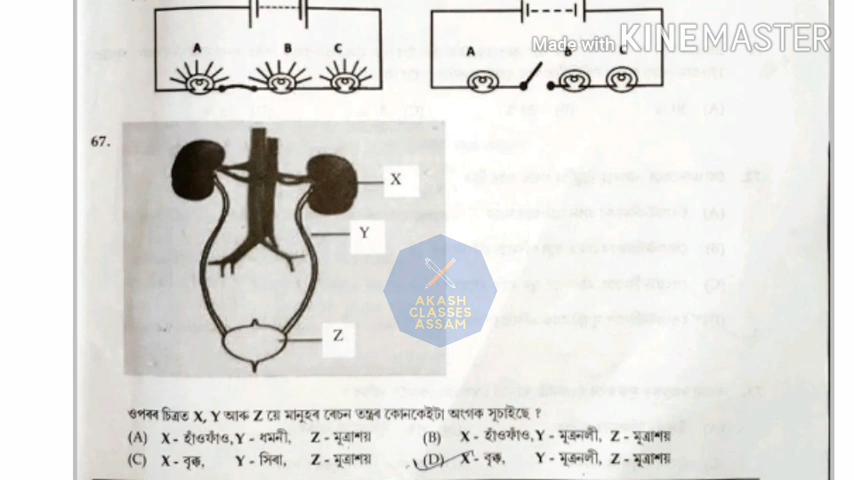 Made with KINEMASTER
A B C
A B C
67.
X
Y
Z
AKASH
CLASSES
ASSAM
ওপৰৰ চিত্ৰত X, Y আৰু Z য়ে মানুহৰ ৰেচন তন্ত্ৰৰ কোনকেইটা অংগক সূচাইছে ?
(A) X - হাঁওফাঁও, Y - ধমনী, Z - মূত্ৰাশয় (B) X - হাঁওফাঁও, Y - মূত্ৰনলী, Z - মূত্ৰাশয়
(C) X - বৃক্ক, Y - সিৰা, Z - মূত্ৰাশয় (D) X - বৃক্ক, Y - মূত্ৰনলী, Z - মূত্ৰাশয়